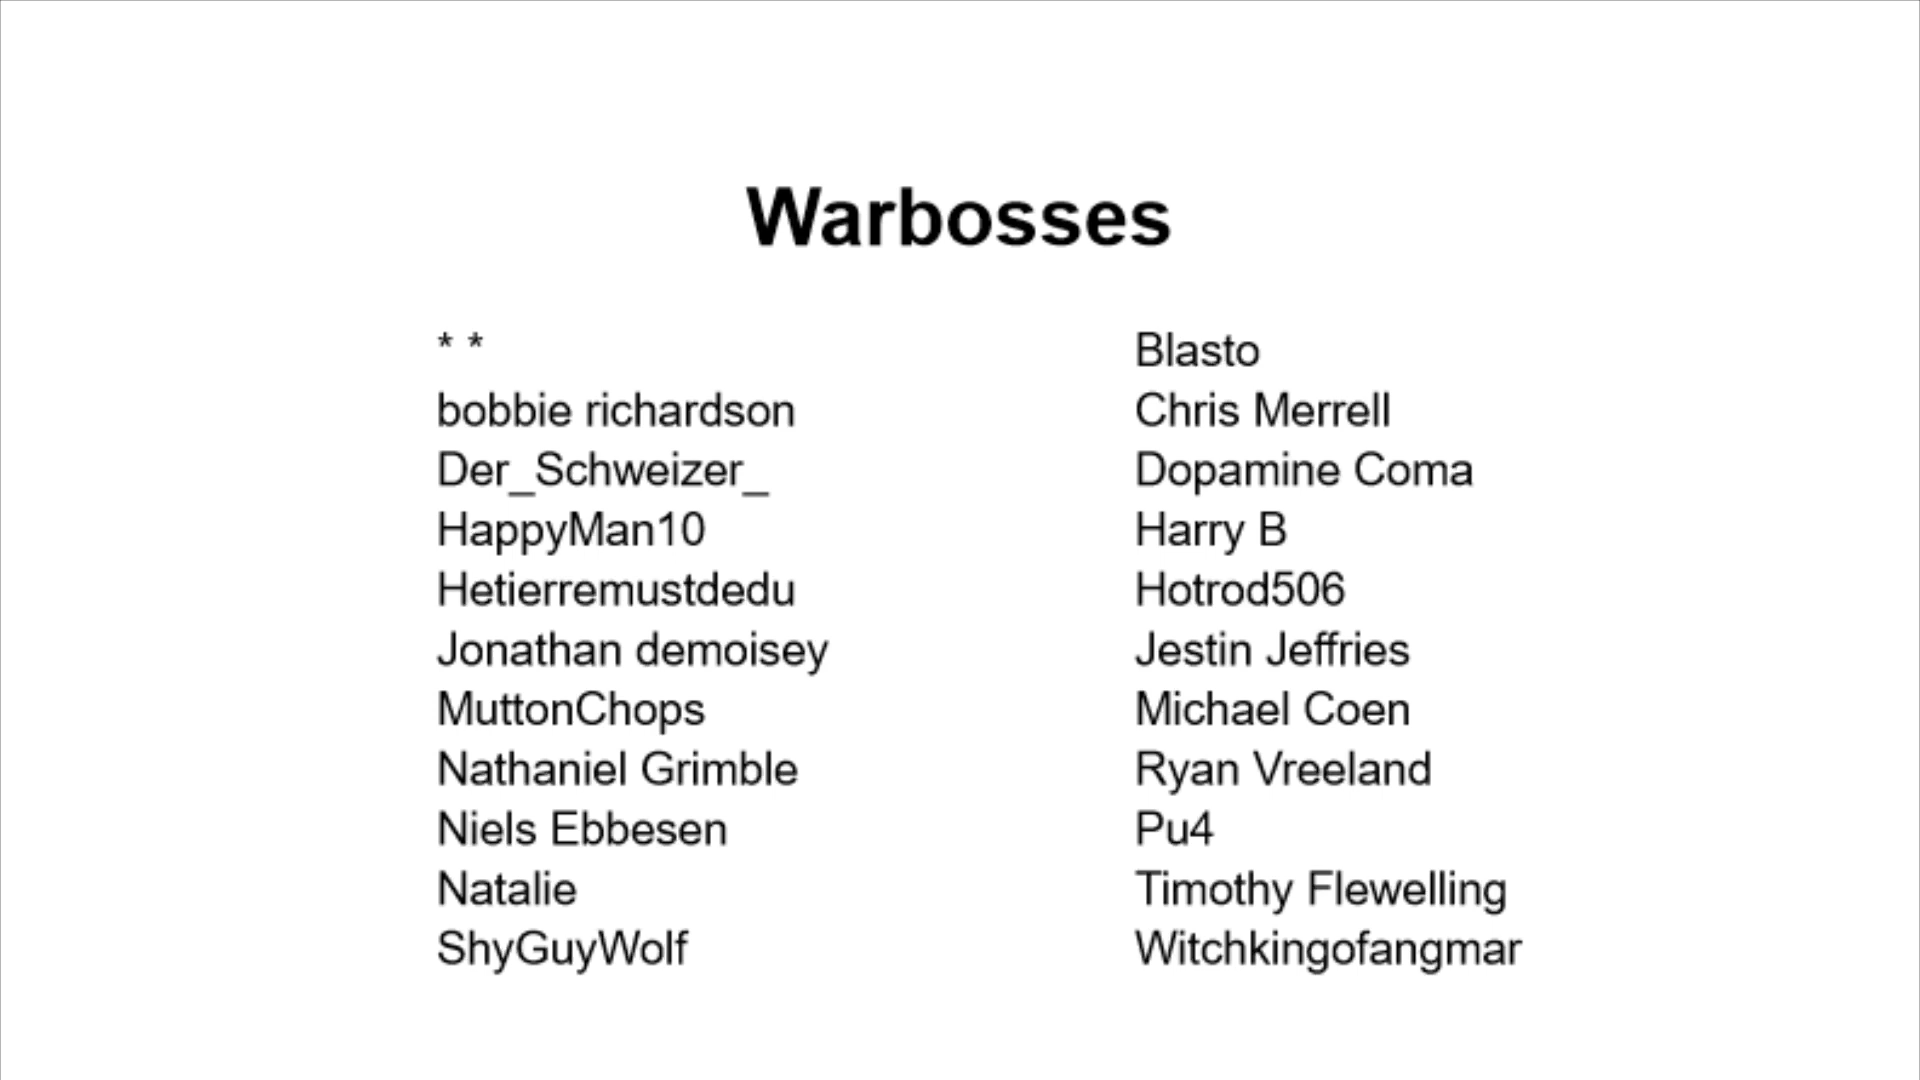 Warbosses
* *
bobbie richardson
Der_Schweizer_
HappyMan10
Hetierremustdedu
Jonathan demoisey
MuttonChops
Nathaniel Grimble
Niels Ebbesen
Natalie
ShyGuyWolf
Blasto
Chris Merrell
Dopamine Coma
Harry B
Hotrod506
Jestin Jeffries
Michael Coen
Ryan Vreeland
Pu4
Timothy Flewelling
Witchkingofangmar